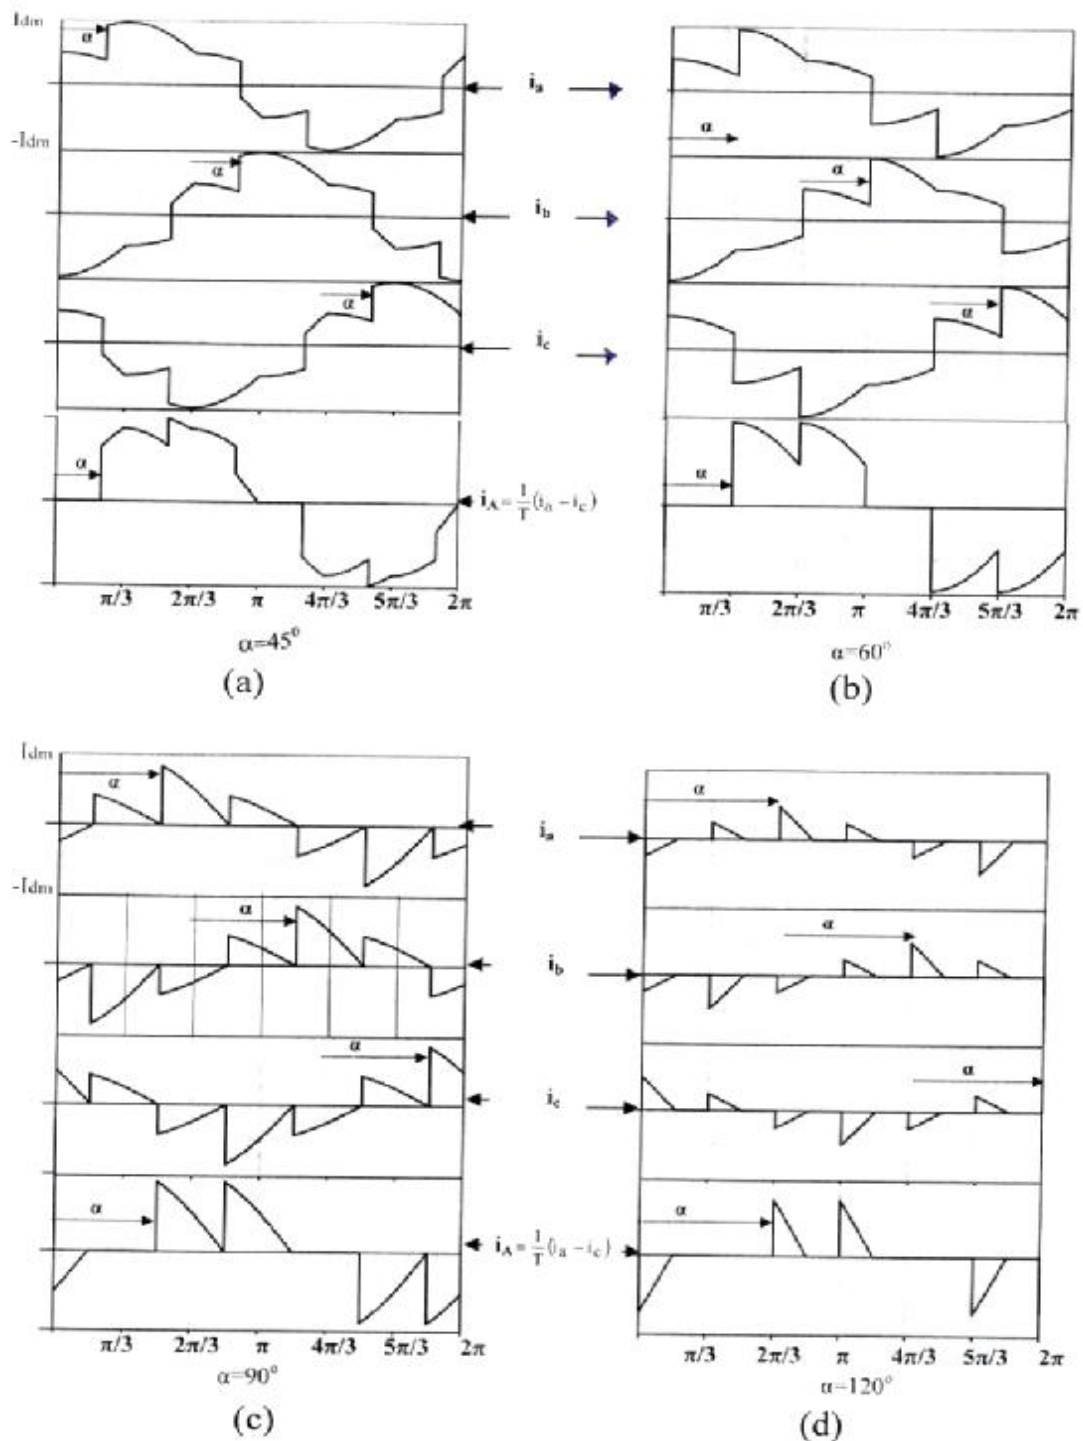 Idm
α
α
ia
-Idm
α
α
ib
α
α
ic
α
α
iA = 1/T (ia – ic)
π/3 2π/3 π 4π/3 5π/3 2π
π/3 2π/3 π 4π/3 5π/3 2π
α=45⁰
α=60⁰
(a)
(b)
Idm
α
α
ia
-Idm
α
α
ib
α
α
ic
α
α
iA = 1/T (ia – ic)
π/3 2π/3 π 4π/3 5π/3 2π
π/3 2π/3 π 4π/3 5π/3 2π
α=90°
α=120°
(c)
(d)